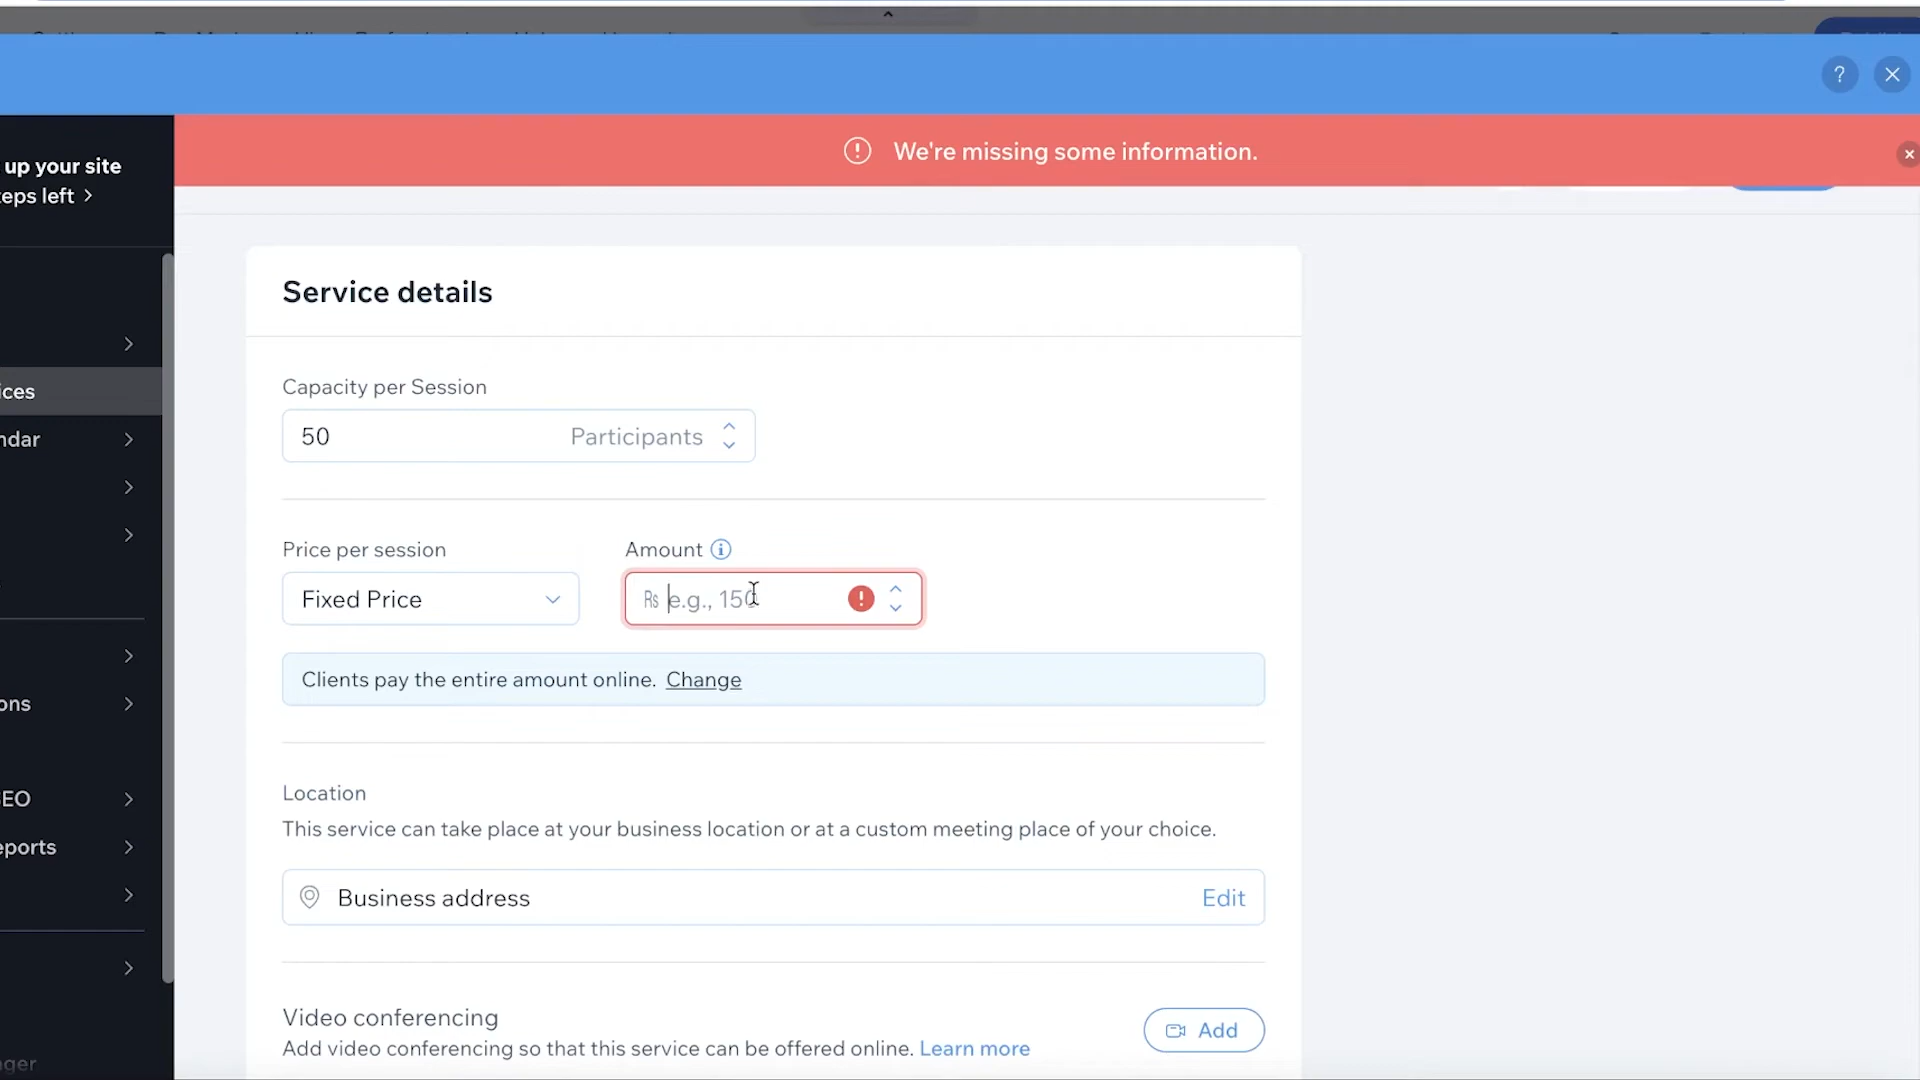 ?
up your site
eps left >
We're missing some information.
Service details
ices
Capacity per Session
50 Participants
ndar
Price per session
Amount
Fixed Price
Rs e.g., 150
Clients pay the entire amount online. Change
ons
Location
EO
This service can take place at your business location or at a custom meeting place of your choice.
eports
Business address
Edit
Video conferencing
Add
Add video conferencing so that this service can be offered online. Learn more
ger